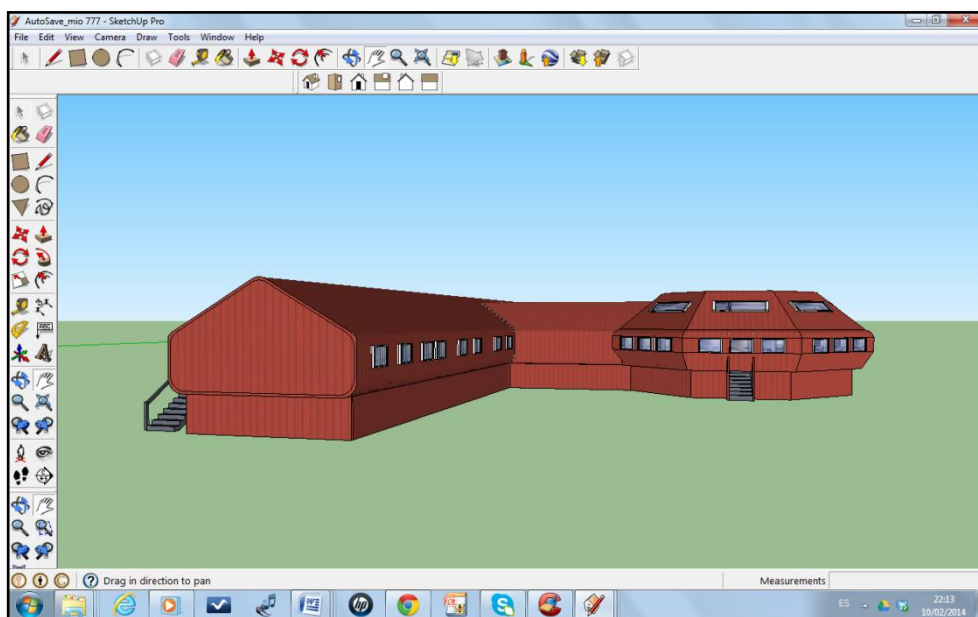 AutoSave_mio 777 - SketchUp Pro
File Edit View Camera Draw Tools Window Help
Drag in direction to pan
Measurements
ES
22:13
10/02/2014